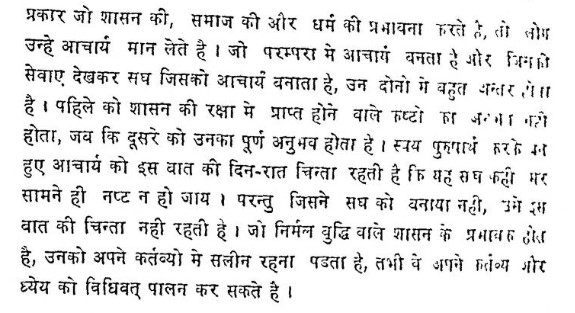 प्रकार जो शासन की, समाज की और धर्म की प्रभावना करते है, तो लोग
उन्हे आचार्य मान लेते है । जो परम्परा मे आचार्य बनता है और जिनकी
सेवाए देखकर सघ जिसको आचार्य बनाता है, उन दोनो मे बहुत अन्तर होता
है । पहिले को शासन की रक्षा मे प्राप्त होने वाले कष्टो का अनुभव नही
होता, जब कि दूसरे को उनका पूर्ण अनुभव होता है । स्वय पुरुषार्थ करके बने
हुए आचार्य को इस वात की दिन-रात चिन्ता रहती है कि यह सघ कही मेरे
सामने ही नष्ट न हो जाय । परन्तु जिसने सघ को बनाया नही, उसे इस
वात की चिन्ता नही रहती है । जो निर्मल वुद्धि वाले शासन के प्रभावक होते
है, उनको अपने कर्तव्यो मे सलीन रहना पडता है, तभी वे अपने कर्तव्य और
ध्येय को विधिवत् पालन कर सकते है ।